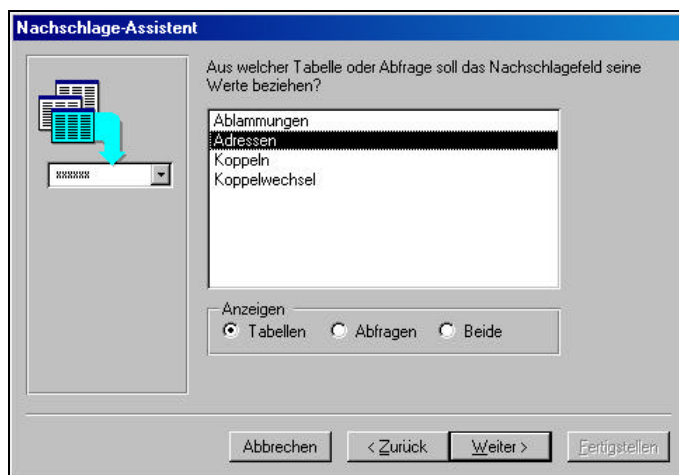 Nachschlage-Assistent
Aus welcher Tabelle oder Abfrage soll das Nachschlagefeld seine
Werte beziehen?
xxxxxx
Ablammungen
Adressen
Koppeln
Koppelwechsel
Anzeigen
Tabellen Abfragen Beide
Abbrechen < Zurück Weiter > Fertigstellen